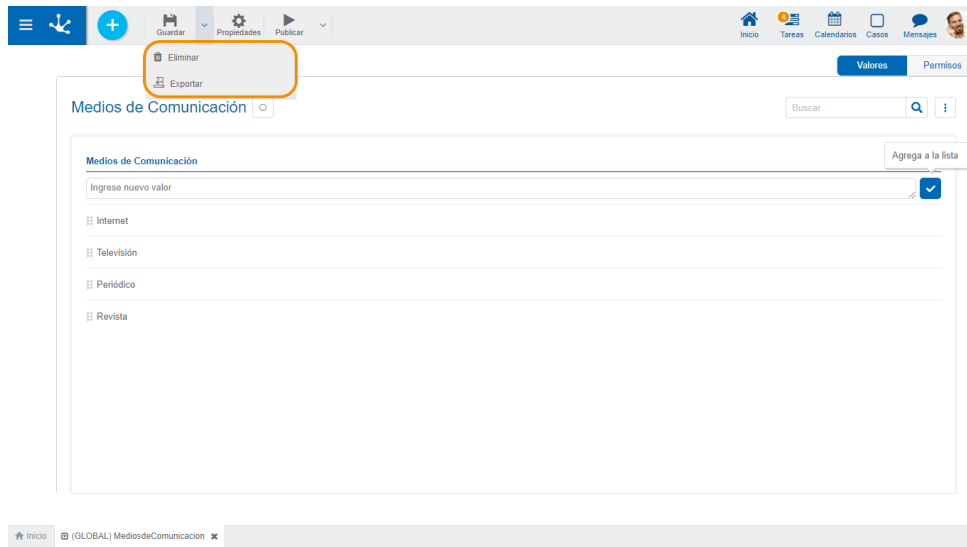 Guardar
Propiedades
Publicar
Inicio
4
Tareas
Calendarios
Casos
Mensajes
Eliminar
Exportar
Valores
Permisos
Medios de Comunicación
Buscar
Agrega a la lista
Medios de Comunicación
Ingrese nuevo valor
Internet
Televisión
Periódico
Revista
Inicio
(GLOBAL) MediosdeComunicacion